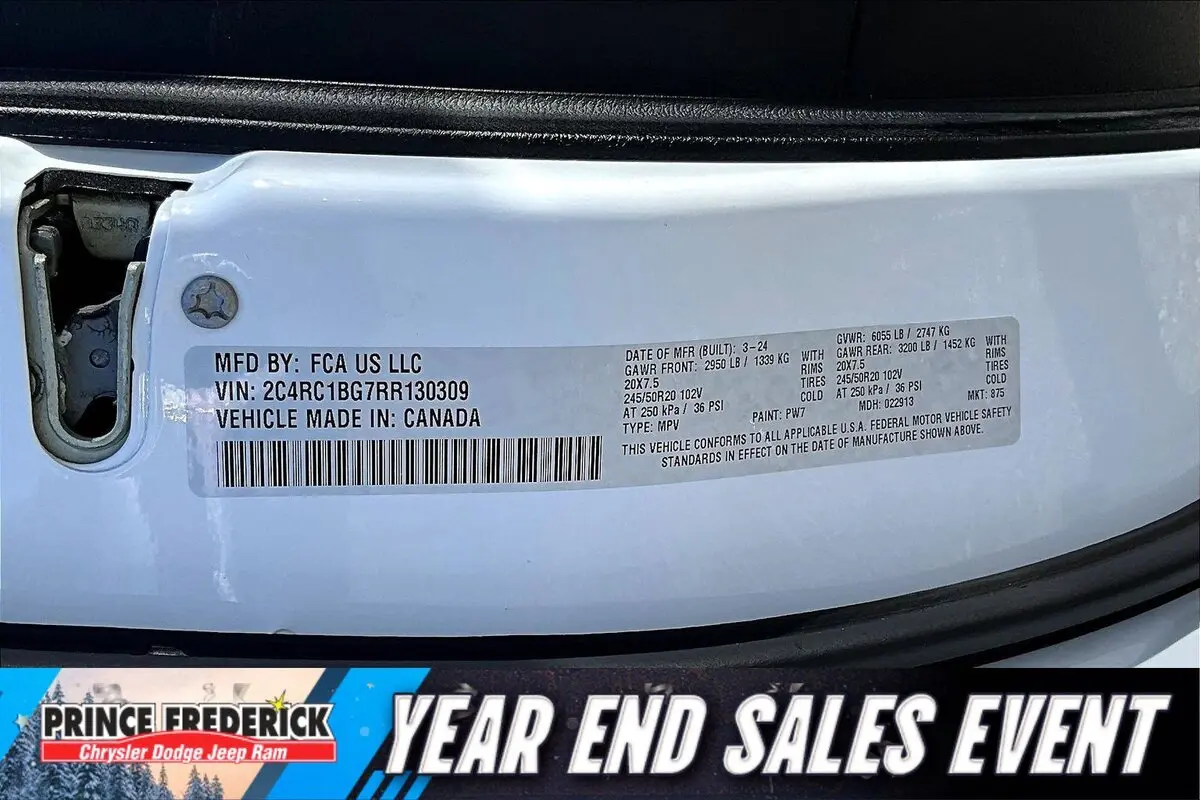 MFD BY: FCA US LLC
VIN: 2C4RC1BG7RR130309
VEHICLE MADE IN: CANADA
DATE OF MFR (BUILT): 3-24
GAWR FRONT: 2950 LB / 1339 KG WITH
20X7.5 RIMS
245/50R20 102V TIRES
AT 250 kPa / 36 PSI COLD
TYPE: MPV PAINT: PW7
GVWR: 6055 LB / 2747 KG
GAWR REAR: 3200 LB / 1452 KG WITH
20X7.5 RIMS
245/50R20 102V TIRES
AT 250 kPa / 36 PSI COLD
MDH: 022913 MKT: 875
THIS VEHICLE CONFORMS TO ALL APPLICABLE U.S.A. FEDERAL MOTOR VEHICLE SAFETY
STANDARDS IN EFFECT ON THE DATE OF MANUFACTURE SHOWN ABOVE.
PRINCE FREDERICK
Chrysler Dodge Jeep Ram
YEAR END SALES EVENT